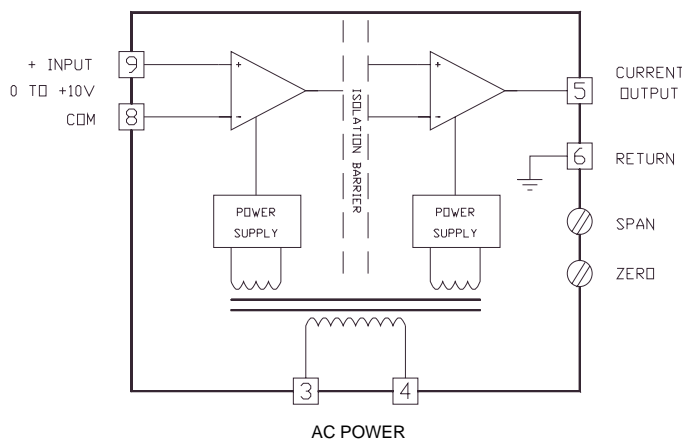 + INPUT
0 TO +10V
COM
9
8
+
-
ISOLATION BARRIER
+
-
5
CURRENT
OUTPUT
6
RETURN
POWER
SUPPLY
POWER
SUPPLY
SPAN
ZERO
3
4
AC POWER